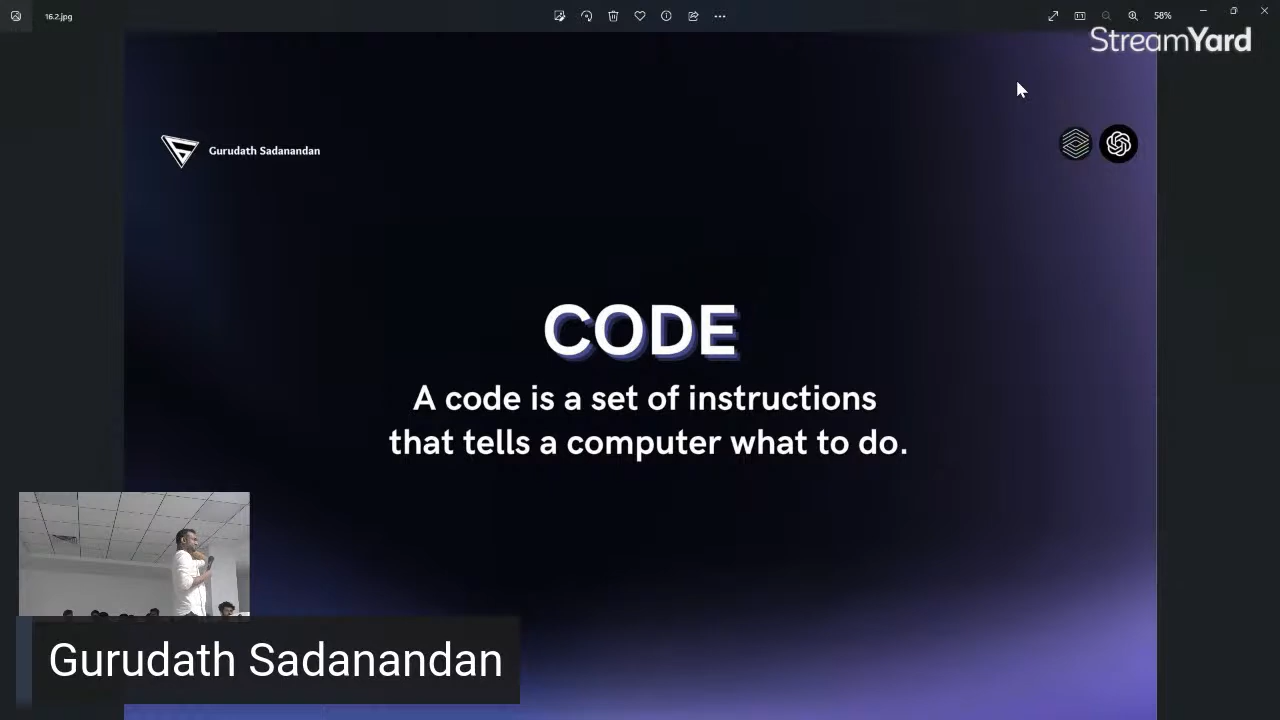 16.2.jpg
58%
StreamYard
Gurudath Sadanandan
CODE
A code is a set of instructions
that tells a computer what to do.
Gurudath Sadanandan